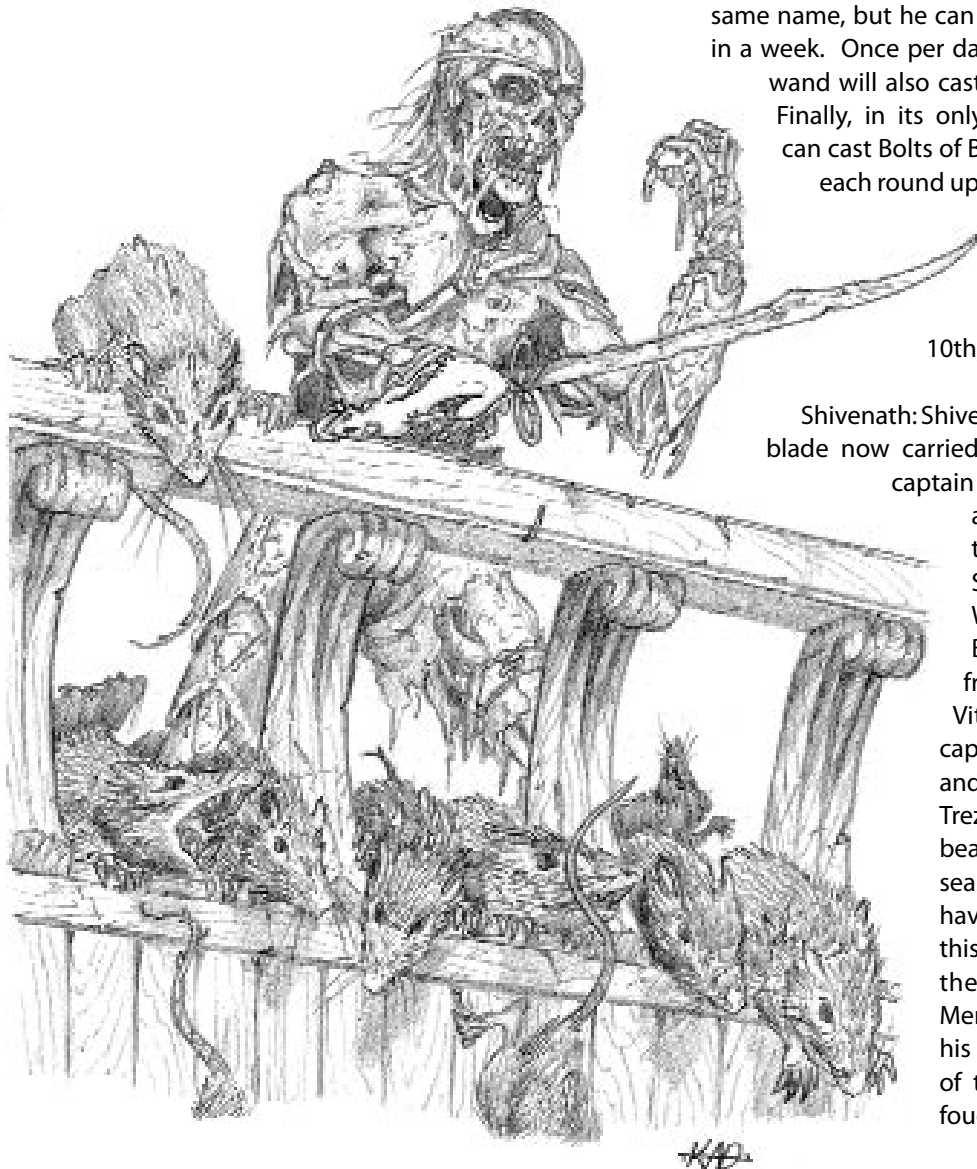 same name, but he can
in a week. Once per da
wand will also cast
Finally, in its only
can cast Bolts of B
each round up
10th
Shivenath: Shive
blade now carried
captain
a
t
S
V
E
fr
Vit
cap
and
Trez
bea
sea
hav
this
the
Mer
his
of t
fou